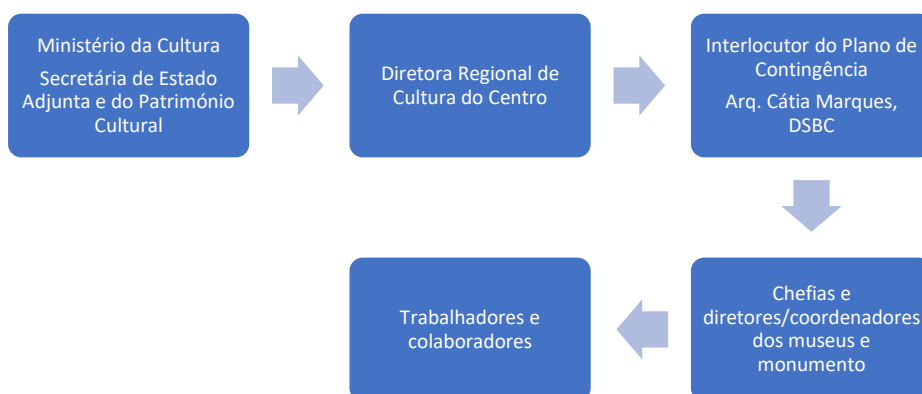 Ministério da Cultura
Secretária de Estado
Adjunta e do Património
Cultural
Diretora Regional de
Cultura do Centro
Interlocutor do Plano de
Contingência
Arq. Cátia Marques,
DSBC
Chefias e
diretores/coordenadores
dos museus e
monumento
Trabalhadores e
colaboradores